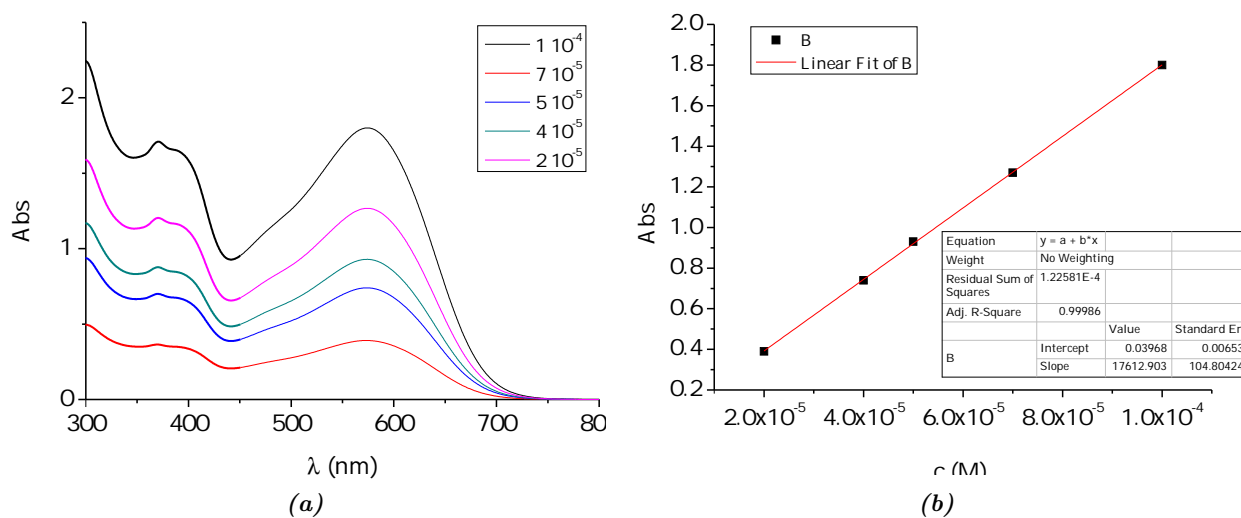 2
1
0
Abs
300
400
500
600
700
80
λ (nm)
1 10⁻⁴
7 10⁻⁵
5 10⁻⁵
4 10⁻⁵
2 10⁻⁵
(a)
2.0
1.8
1.6
1.4
1.2
1.0
0.8
0.6
0.4
0.2
Abs
B
Linear Fit of B
Equation y = a + b*x
Weight No Weighting
Residual Sum of 1.22581E-4
Squares
Adj. R-Square 0.99986
Value Standard Err
B Intercept 0.03968 0.00653
Slope 17612.903 104.80424
2.0x10⁻⁵
4.0x10⁻⁵
6.0x10⁻⁵
8.0x10⁻⁵
1.0x10⁻⁴
c (M)
(b)